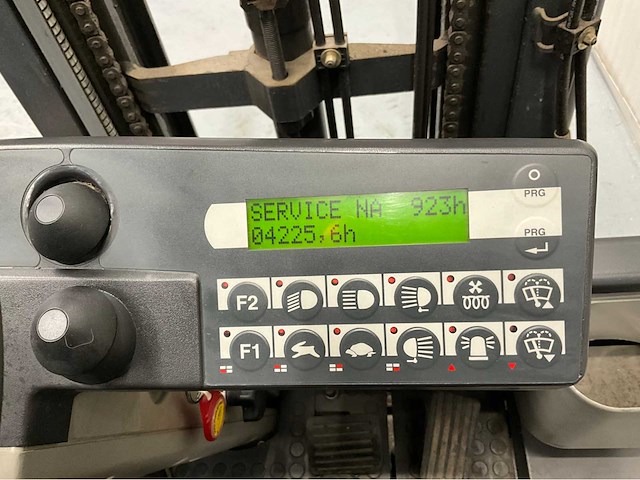 PRG
SERVICE NA 923h
04225,6h
PRG
F2
F1